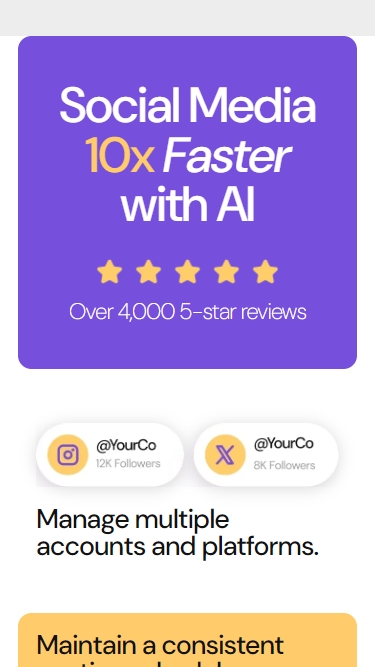 Social Media
10x Faster
with AI
Over 4,000 5-star reviews
@YourCo
12K Followers
@YourCo
8K Followers
Manage multiple
accounts and platforms.
Maintain a consistent